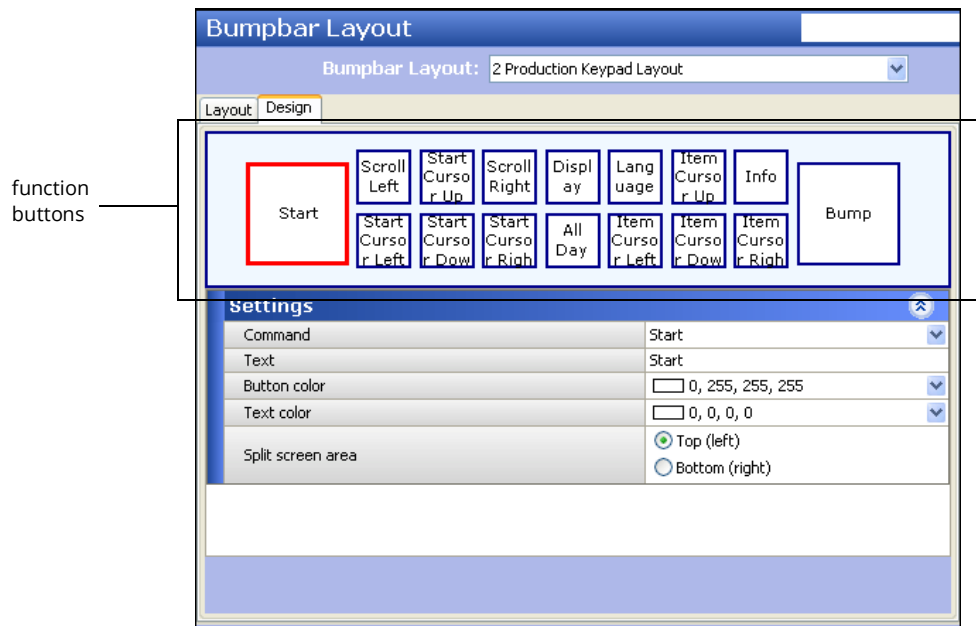 Bumpbar Layout
Bumpbar Layout: 2 Production Keypad Layout
Layout Design
function
buttons
Start
Scroll
Left
Start
Curso
r Up
Scroll
Right
Displ
ay
Lang
uage
Item
Curso
r Up
Info
Bump
Start
Curso
r Left
Start
Curso
r Dow
Start
Curso
r Righ
All
Day
Item
Curso
r Left
Item
Curso
r Dow
Item
Curso
r Righ
Settings
Command Start
Text Start
Button color 0, 255, 255, 255
Text color 0, 0, 0, 0
Split screen area
Top (left)
Bottom (right)